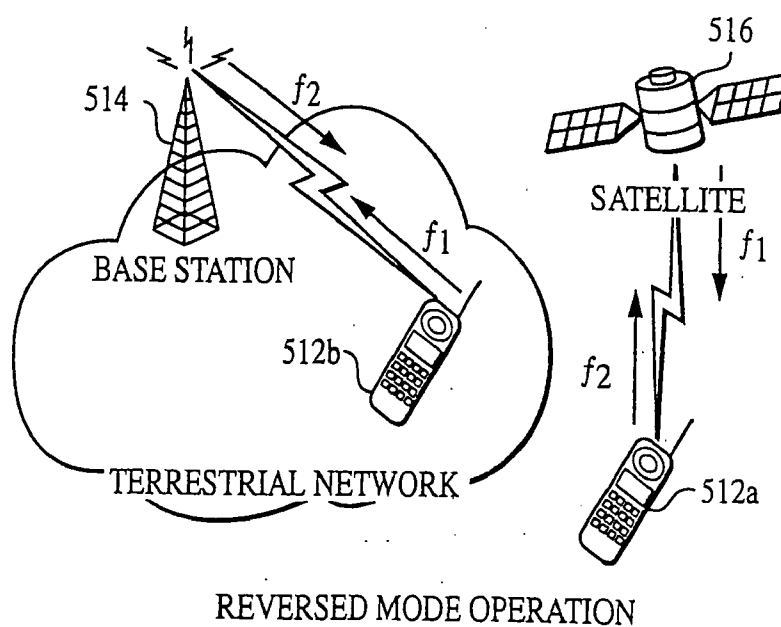 516
514
f2
SATELLITE
f1
BASE STATION
f1
512b
f2
TERRESTRIAL NETWORK
512a
REVERSED MODE OPERATION